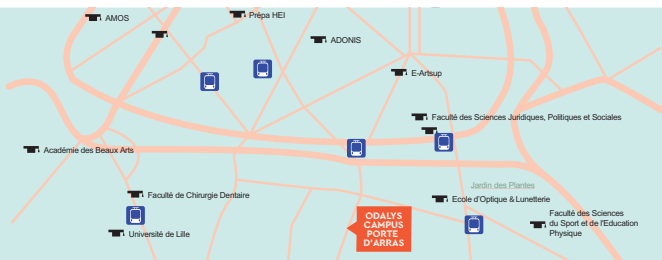 AMOS
Prépa HEI
ADONIS
E-Artsup
Faculté des Sciences Juridiques, Politiques et Sociales
Académie des Beaux Arts
Jardin des Plantes
Faculté de Chirurgie Dentaire
Ecole d'Optique & Lunetterie
ODALYS
CAMPUS
PORTE
D'ARRAS
Faculté des Sciences
du Sport et de l'Education
Physique
Université de Lille